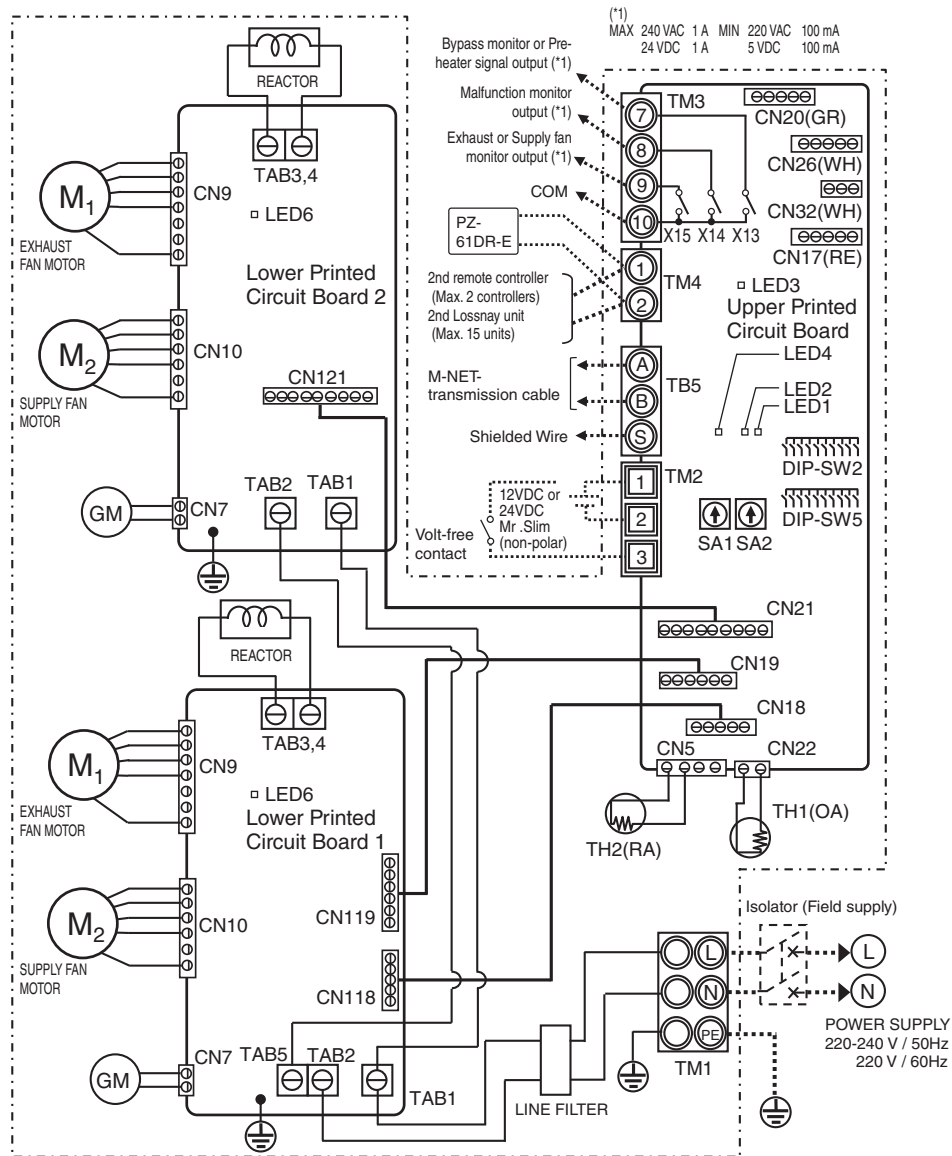 (*1)
MAX 240 VAC 1 A MIN 220 VAC 100 mA
24 VDC 1 A 5 VDC 100 mA
Bypass monitor or Pre-
heater signal output (*1)
Malfunction monitor
output (*1)
Exhaust or Supply fan
monitor output (*1)
COM
PZ-
61DR-E
2nd remote controller
(Max. 2 controllers)
2nd Lossnay unit
(Max. 15 units)
M-NET-
transmission cable
Shielded Wire
12VDC or
24VDC
Mr .Slim
(non-polar)
Volt-free
contact
TM3
7
8
9
10
X15 X14 X13
TM4
1
2
TB5
A
B
S
TM2
1
2
3
CN20(GR)
CN26(WH)
CN32(WH)
CN17(RE)
LED3
Upper Printed
Circuit Board
LED4
LED2
LED1
DIP-SW2
DIP-SW5
SA1 SA2
CN21
CN19
CN18
CN5
CN22
TH2(RA)
TH1(OA)
REACTOR
TAB3,4
M1
EXHAUST
FAN MOTOR
CN9
LED6
Lower Printed
Circuit Board 2
M2
SUPPLY FAN
MOTOR
CN10
CN121
TAB2
TAB1
GM
CN7
REACTOR
TAB3,4
M1
EXHAUST
FAN MOTOR
CN9
LED6
Lower Printed
Circuit Board 1
M2
SUPPLY FAN
MOTOR
CN10
CN119
CN118
GM
CN7
TAB5
TAB2
TAB1
LINE FILTER
L
N
PE
TM1
Isolator (Field supply)
L
N
POWER SUPPLY
220-240 V / 50Hz
220 V / 60Hz